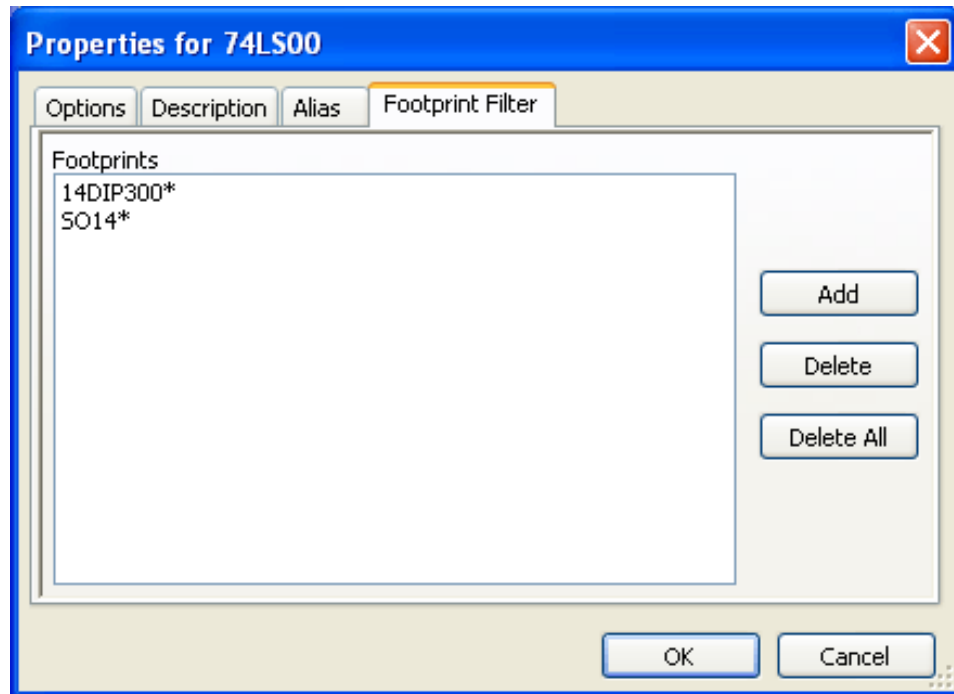 Properties for 74LS00
Options Description Alias Footprint Filter
Footprints
14DIP300*
SO14*
Add
Delete
Delete All
OK Cancel